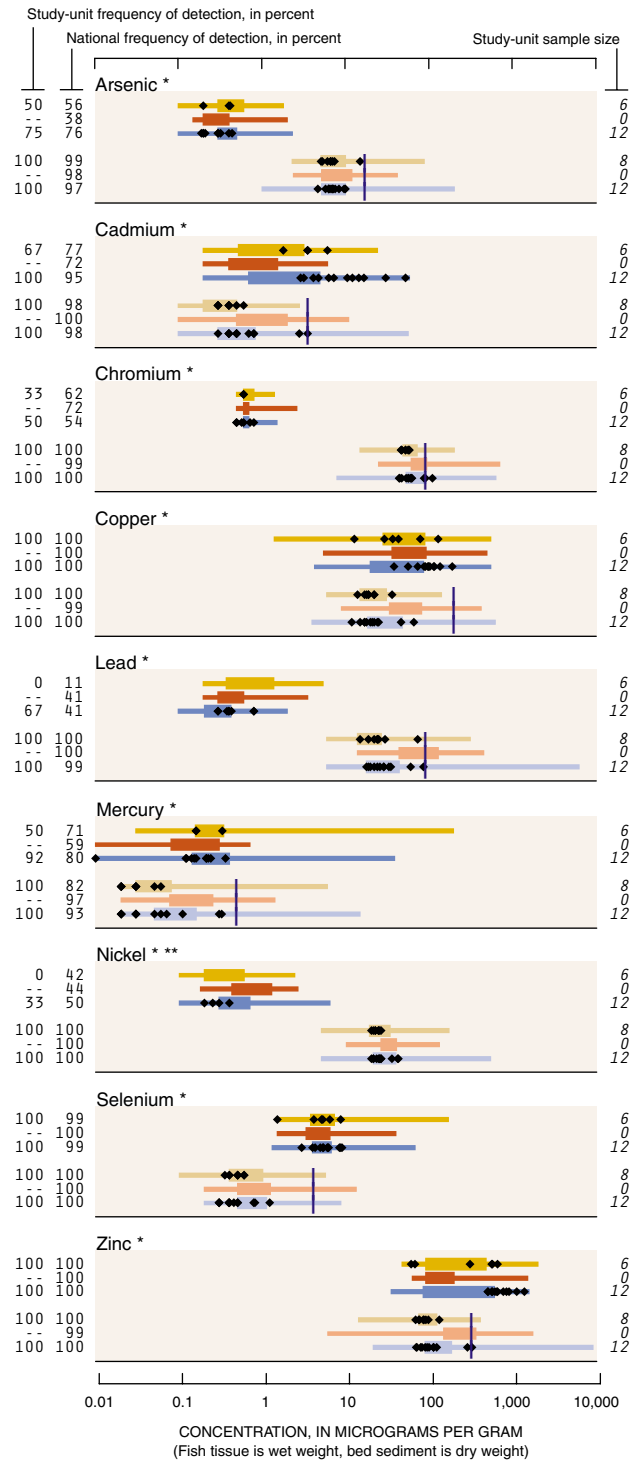 Study-unit frequency of detection, in percent
National frequency of detection, in percent
Study-unit sample size
Arsenic *
50 56 6
-- 38 0
75 76 12
100 99 8
-- 98 0
100 97 12
Cadmium *
67 77 6
-- 72 0
100 95 12
100 98 8
-- 100 0
100 98 12
Chromium *
33 62 6
-- 72 0
50 54 12
100 100 8
-- 99 0
100 100 12
Copper *
100 100 6
-- 100 0
100 100 12
100 100 8
-- 99 0
100 100 12
Lead *
0 11 6
-- 41 0
67 41 12
100 100 8
-- 100 0
100 99 12
Mercury *
50 71 6
-- 59 0
92 80 12
100 82 8
-- 97 0
100 93 12
Nickel * **
0 42 6
-- 44 0
33 50 12
100 100 8
-- 100 0
100 100 12
Selenium *
100 99 6
-- 100 0
100 99 12
100 100 8
-- 100 0
100 100 12
Zinc *
100 100 6
-- 100 0
100 100 12
100 100 8
-- 99 0
100 100 12
0.01 0.1 1 10 100 1,000 10,000
CONCENTRATION, IN MICROGRAMS PER GRAM
(Fish tissue is wet weight, bed sediment is dry weight)